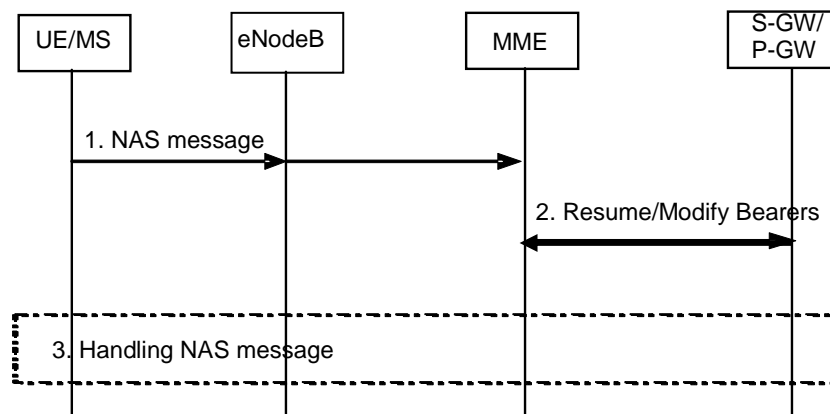 UE/MS
eNodeB
MME
S-GW/
P-GW
1. NAS message
2. Resume/Modify Bearers
3. Handling NAS message